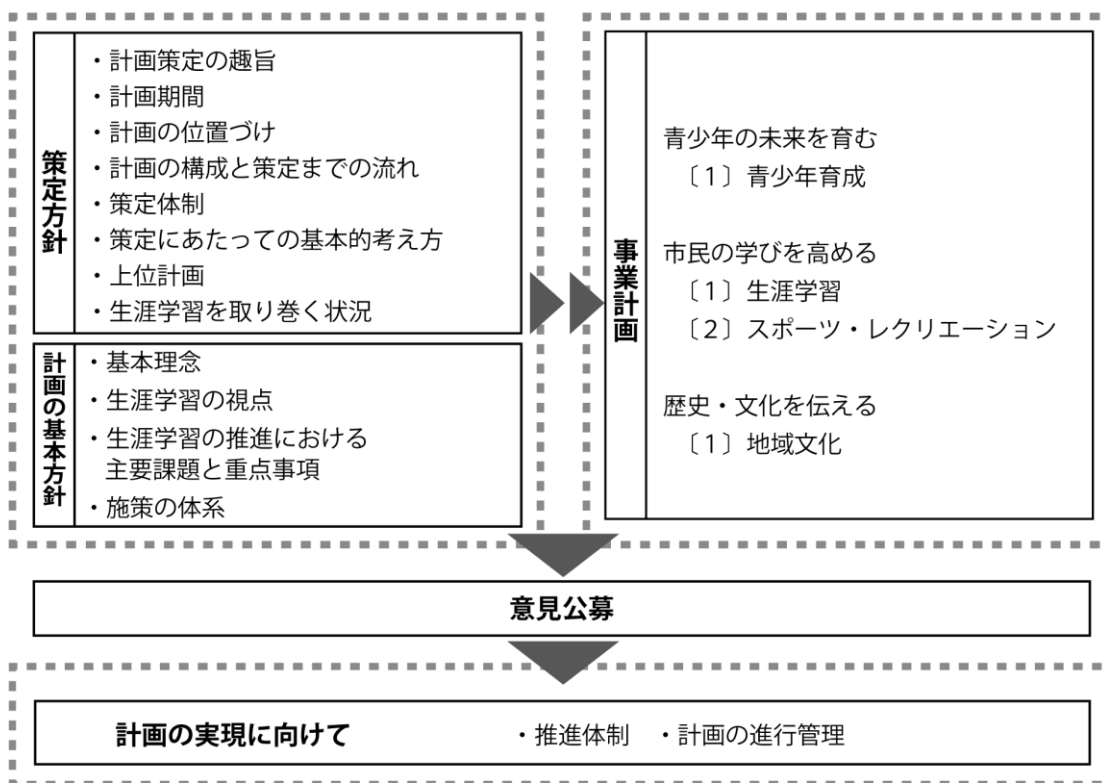 策定方針
・計画策定の趣旨
・計画期間
・計画の位置づけ
・計画の構成と策定までの流れ
・策定体制
・策定にあたっての基本的考え方
・上位計画
・生涯学習を取り巻く状況
計画の基本方針
・基本理念
・生涯学習の視点
・生涯学習の推進における
主要課題と重点事項
・施策の体系
事業計画
青少年の未来を育む
〔1〕青少年育成
市民の学びを高める
〔1〕生涯学習
〔2〕スポーツ・レクリエーション
歴史・文化を伝える
〔1〕地域文化
意見公募
計画の実現に向けて ・推進体制 ・計画の進行管理